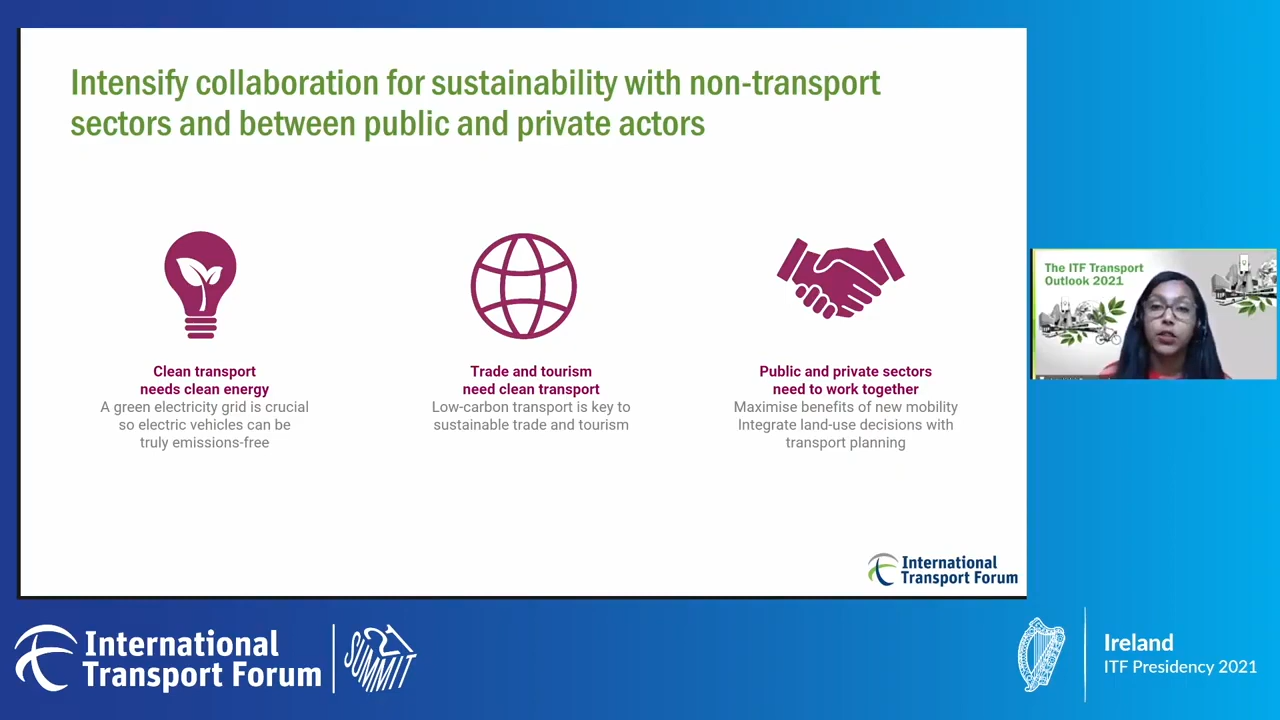 Intensify collaboration for sustainability with non-transport
sectors and between public and private actors
Clean transport
needs clean energy
A green electricity grid is crucial
so electric vehicles can be
truly emissions-free
Trade and tourism
need clean transport
Low-carbon transport is key to
sustainable trade and tourism
Public and private sectors
need to work together
Maximise benefits of new mobility
Integrate land-use decisions with
transport planning
International
Transport Forum
The ITF Transport
Outlook 2021
International
Transport Forum
SUMMIT
Ireland
ITF Presidency 2021